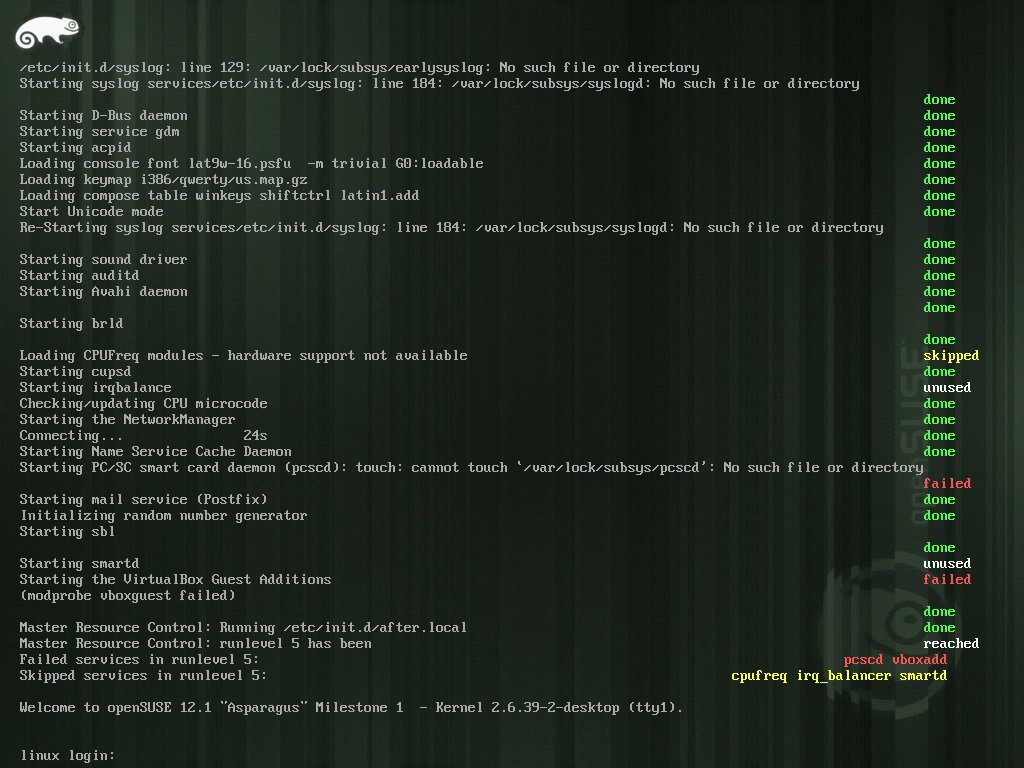 /etc/init.d/syslog: line 129: /var/lock/subsys/earlysyslog: No such file or directory
Starting syslog services/etc/init.d/syslog: line 184: /var/lock/subsys/syslogd: No such file or directory
done
Starting D-Bus daemon done
Starting service gdm done
Starting acpid done
Loading console font lat9w-16.psfu  -m trivial G0:loadable done
Loading keymap i386/qwerty/us.map.gz done
Loading compose table winkeys shiftctrl latin1.add done
Start Unicode mode done
Re-Starting syslog services/etc/init.d/syslog: line 184: /var/lock/subsys/syslogd: No such file or directory
done
Starting sound driver done
Starting auditd done
Starting Avahi daemon done
done
Starting brld
done
Loading CPUFreq modules - hardware support not available skipped
Starting cupsd done
Starting irqbalance unused
Checking/updating CPU microcode done
Starting the NetworkManager done
Connecting... 24s done
Starting Name Service Cache Daemon done
Starting PC/SC smart card daemon (pcscd): touch: cannot touch `/var/lock/subsys/pcscd': No such file or directory
failed
Starting mail service (Postfix) done
Initializing random number generator done
Starting sbl
done
Starting smartd unused
Starting the VirtualBox Guest Additions failed
(modprobe vboxguest failed)
done
Master Resource Control: Running /etc/init.d/after.local done
Master Resource Control: runlevel 5 has been reached
Failed services in runlevel 5: pcscd vboxadd
Skipped services in runlevel 5: cpufreq irq_balancer smartd
Welcome to openSUSE 12.1 "Asparagus" Milestone 1  - Kernel 2.6.39-2-desktop (tty1).
linux login:
openSUSE